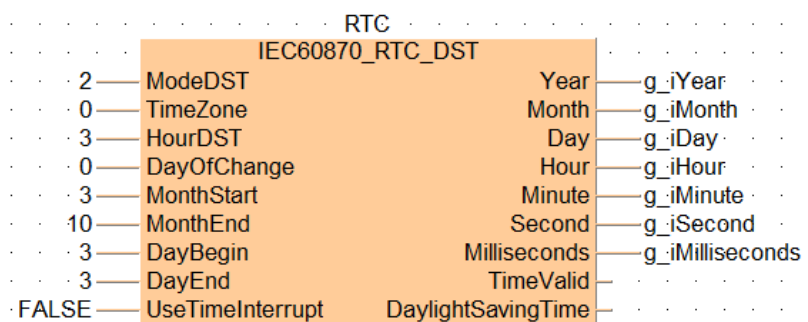 RTC
IEC60870_RTC_DST
2 ModeDST Year g_iYear
0 TimeZone Month g_iMonth
3 HourDST Day g_iDay
0 DayOfChange Hour g_iHour
3 MonthStart Minute g_iMinute
10 MonthEnd Second g_iSecond
3 DayBegin Milliseconds g_iMilliseconds
3 DayEnd TimeValid
FALSE UseTimeInterrupt DaylightSavingTime